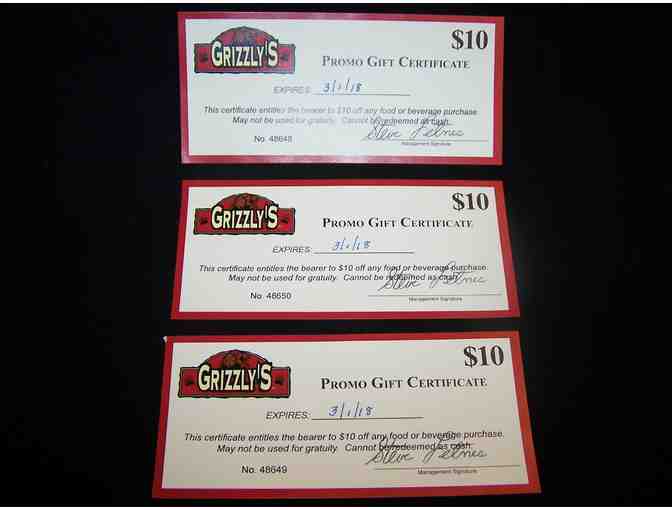 GRIZZLY'S
$10
PROMO GIFT CERTIFICATE
EXPIRES: 3/1/18
This certificate entitles the bearer to $10 off any food or beverage purchase.
May not be used for gratuity. Cannot be redeemed as cash.
Steve
No. 48648
Management Signature
GRIZZLY'S
$10
PROMO GIFT CERTIFICATE
EXPIRES: 3/1/18
This certificate entitles the bearer to $10 off any food or beverage purchase.
May not be used for gratuity. Cannot be redeemed as cash.
Steve
No. 48650
Management Signature
GRIZZLY'S
$10
PROMO GIFT CERTIFICATE
EXPIRES: 3/1/18
This certificate entitles the bearer to $10 off any food or beverage purchase.
May not be used for gratuity. Cannot be redeemed as cash.
Steve
No. 48649
Management Signature